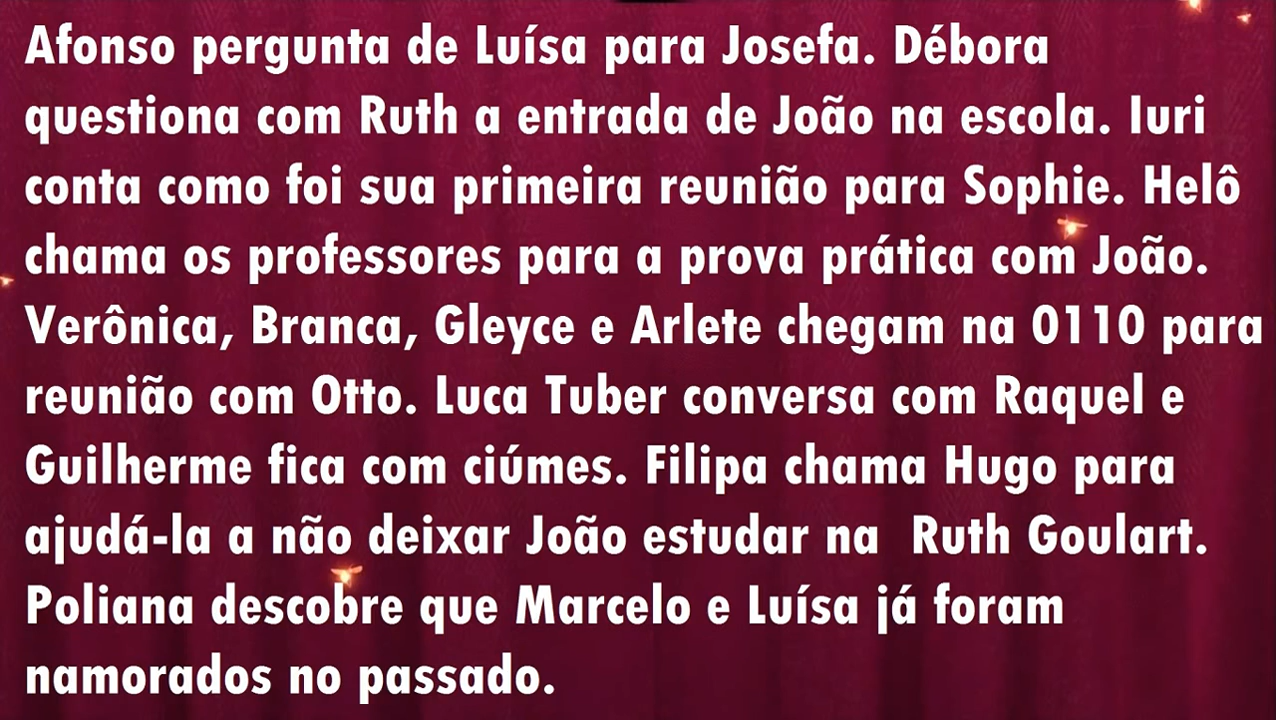 Afonso pergunta de Luísa para Josefa. Débora
questiona com Ruth a entrada de João na escola. Iuri
conta como foi sua primeira reunião para Sophie. Helô
chama os professores para a prova prática com João.
Verônica, Branca, Gleyce e Arlete chegam na 0110 para
reunião com Otto. Luca Tuber conversa com Raquel e
Guilherme fica com ciúmes. Filipa chama Hugo para
ajudá-la a não deixar João estudar na  Ruth Goulart.
Poliana descobre que Marcelo e Luísa já foram
namorados no passado.